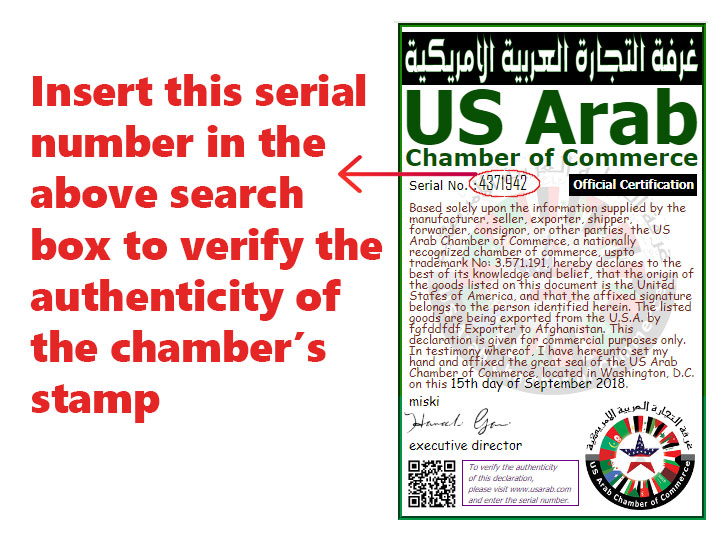 Insert this serial
number in the
above search
box to verify the
authenticity of
the chamber´s
stamp
غرفة التجارة العربية الامريكية
US Arab
Chamber of Commerce
Serial No.:4371942
Official Certification
Based solely upon the information supplied by the
manufacturer, seller, exporter, shipper,
forwarder, consignor, or other parties, the US
Arab Chamber of Commerce, a nationally
recognized chamber of commerce, uspto
trademark No: 3.571.191, hereby declares to the
best of its knowledge and belief, that the origin of
the goods listed on this document is the United
States of America, and that the affixed signature
belongs to the person identified herein. The listed
goods are being exported from the U.S.A. by
fgfddfdf Exporter to Afghanistan. This
declaration is given for commercial purposes only.
In testimony whereof, I have hereunto set my
hand and affixed the great seal of the US Arab
Chamber of Commerce, located in Washington, D.C.
on this 15th day of September 2018.
miski
executive director
To verify the authenticity
of this declaration,
please visit www.usarab.com
and enter the serial number.
غرفة التجارة العربية الامريكية
US Arab Chamber of Commerce